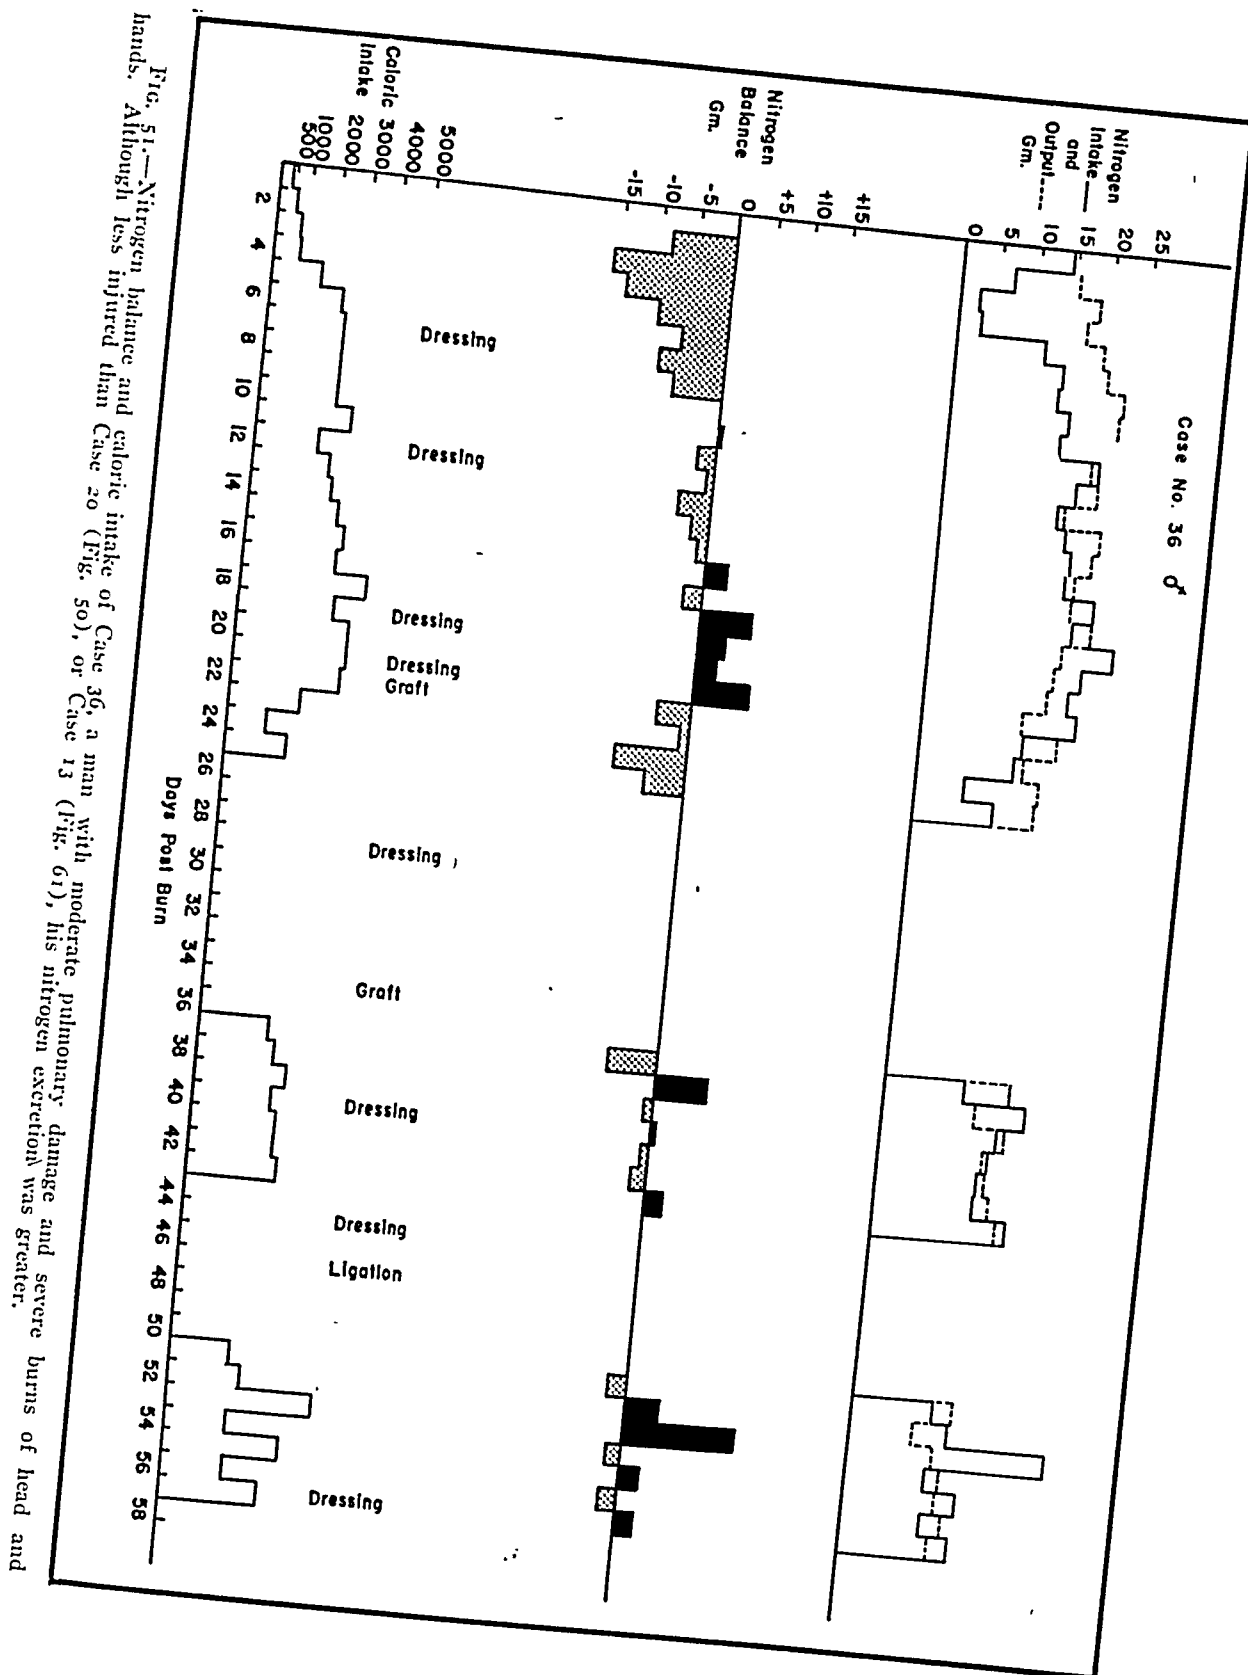 Case No. 36 ♂
Nitrogen
Intake ——
and
Output ----
Gm.
25
20
15
10
5
0
Nitrogen
Balance
Gm.
+15
+10
+5
0
-5
-10
-15
Caloric
Intake
5000
4000
3000
2000
1000
500
Dressing
Dressing
Dressing
Dressing
Graft
Dressing
Graft
Dressing
Dressing
Ligation
Dressing
2 4 6 8 10 12 14 16 18 20 22 24 26 28 30 32 34 36 38 40 42 44 46 48 50 52 54 56 58
Days Post Burn
Fig. 51.—Nitrogen balance and caloric intake of Case 36, a man with moderate pulmonary damage and severe burns of head and
hands. Although less injured than Case 20 (Fig. 50), or Case 13 (Fig. 61), his nitrogen excretion was greater.